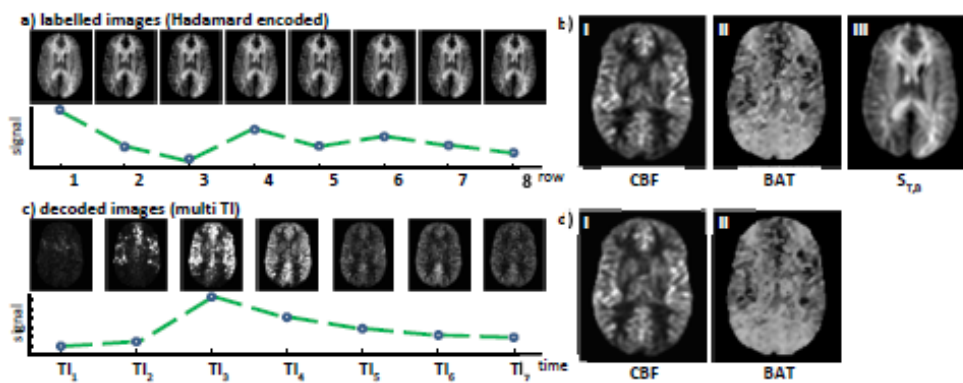 a) labelled images (Hadamard encoded)
signal
1 2 3 4 5 6 7 8 row
b) I II III
CBF BAT S_T,B
c) decoded images (multi TI)
signal
TI₁ TI₂ TI₃ TI₄ TI₅ TI₆ TI₇ time
d) I II
CBF BAT